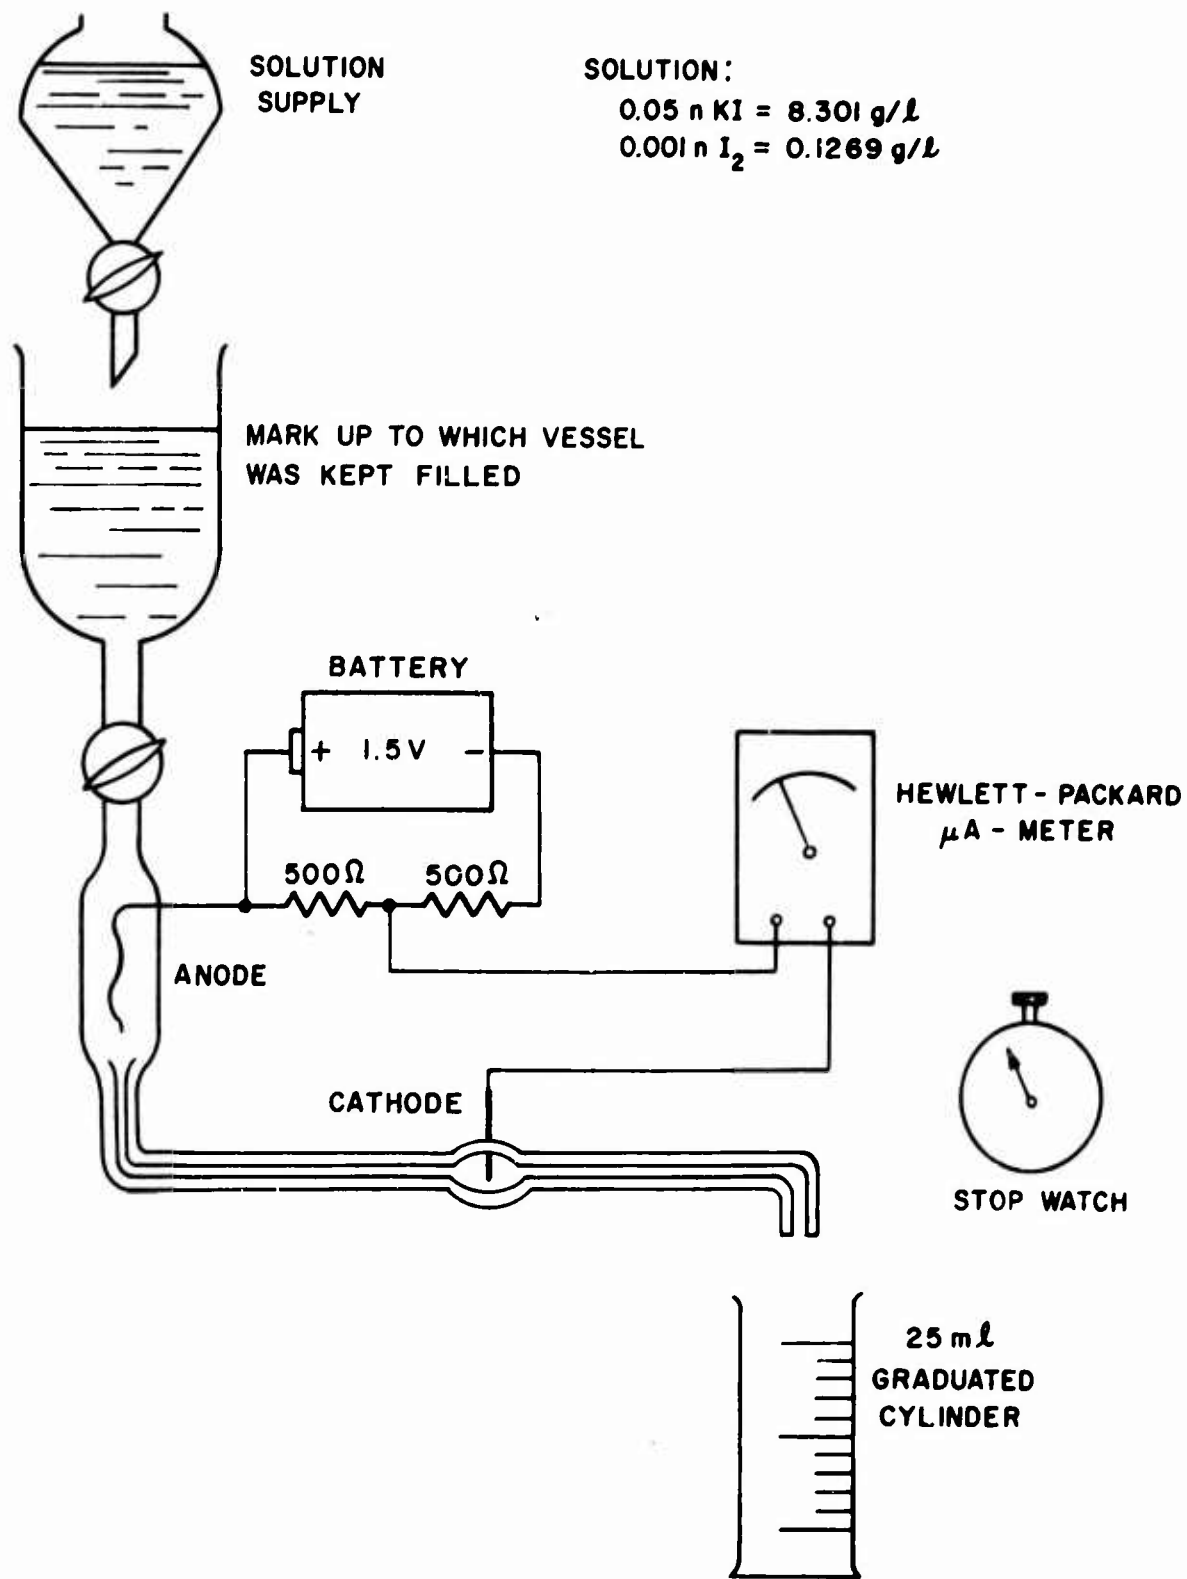 SOLUTION
SUPPLY
SOLUTION:
0.05 n KI = 8.301 g/l
0.001 n I₂ = 0.1269 g/l
MARK UP TO WHICH VESSEL
WAS KEPT FILLED
BATTERY
+ 1.5V -
500Ω 500Ω
HEWLETT-PACKARD
μA-METER
ANODE
CATHODE
STOP WATCH
25 ml
GRADUATED
CYLINDER